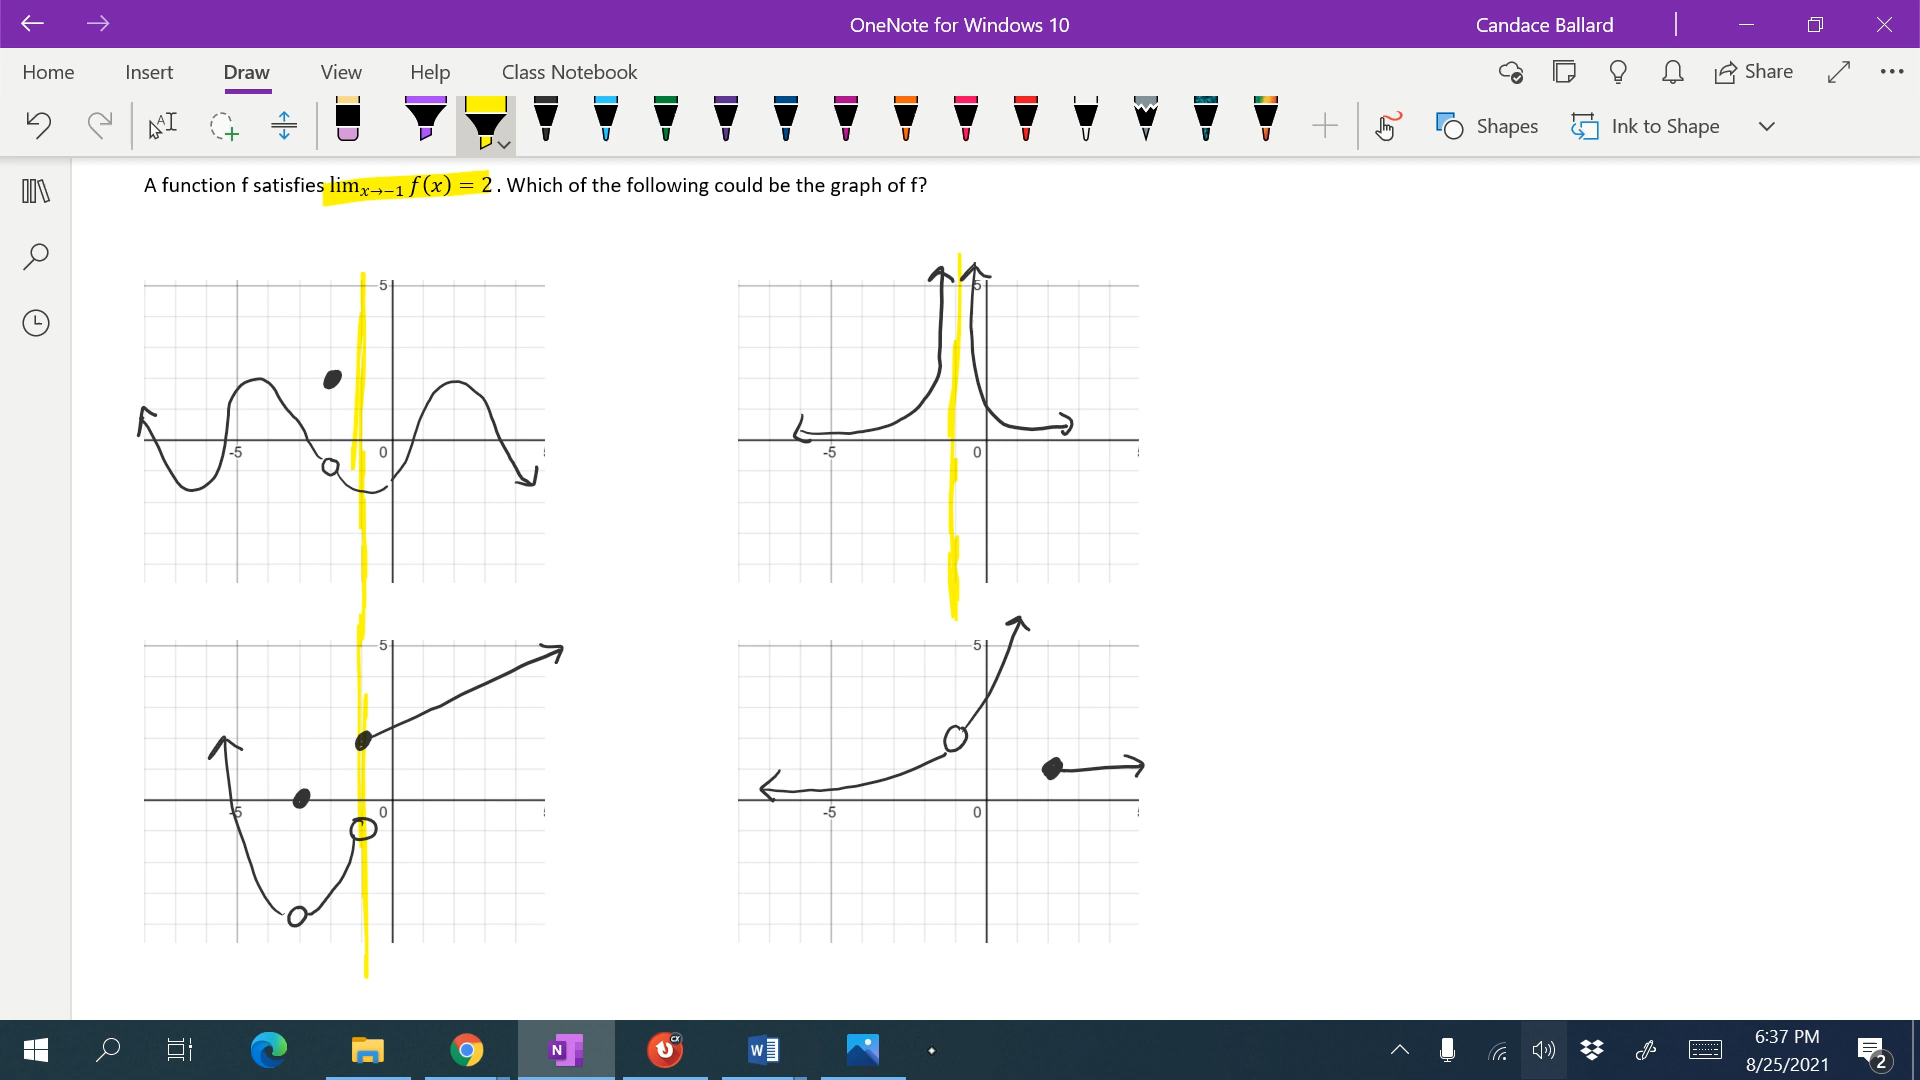 OneNote for Windows 10
Candace Ballard
Home Insert Draw View Help Class Notebook
Share
Shapes Ink to Shape
A function f satisfies lim_{x→−1} f(x) = 2. Which of the following could be the graph of f?
5 5
-5 0 -5 0
5 5
-5 0 -5 0
6:37 PM
8/25/2021
2